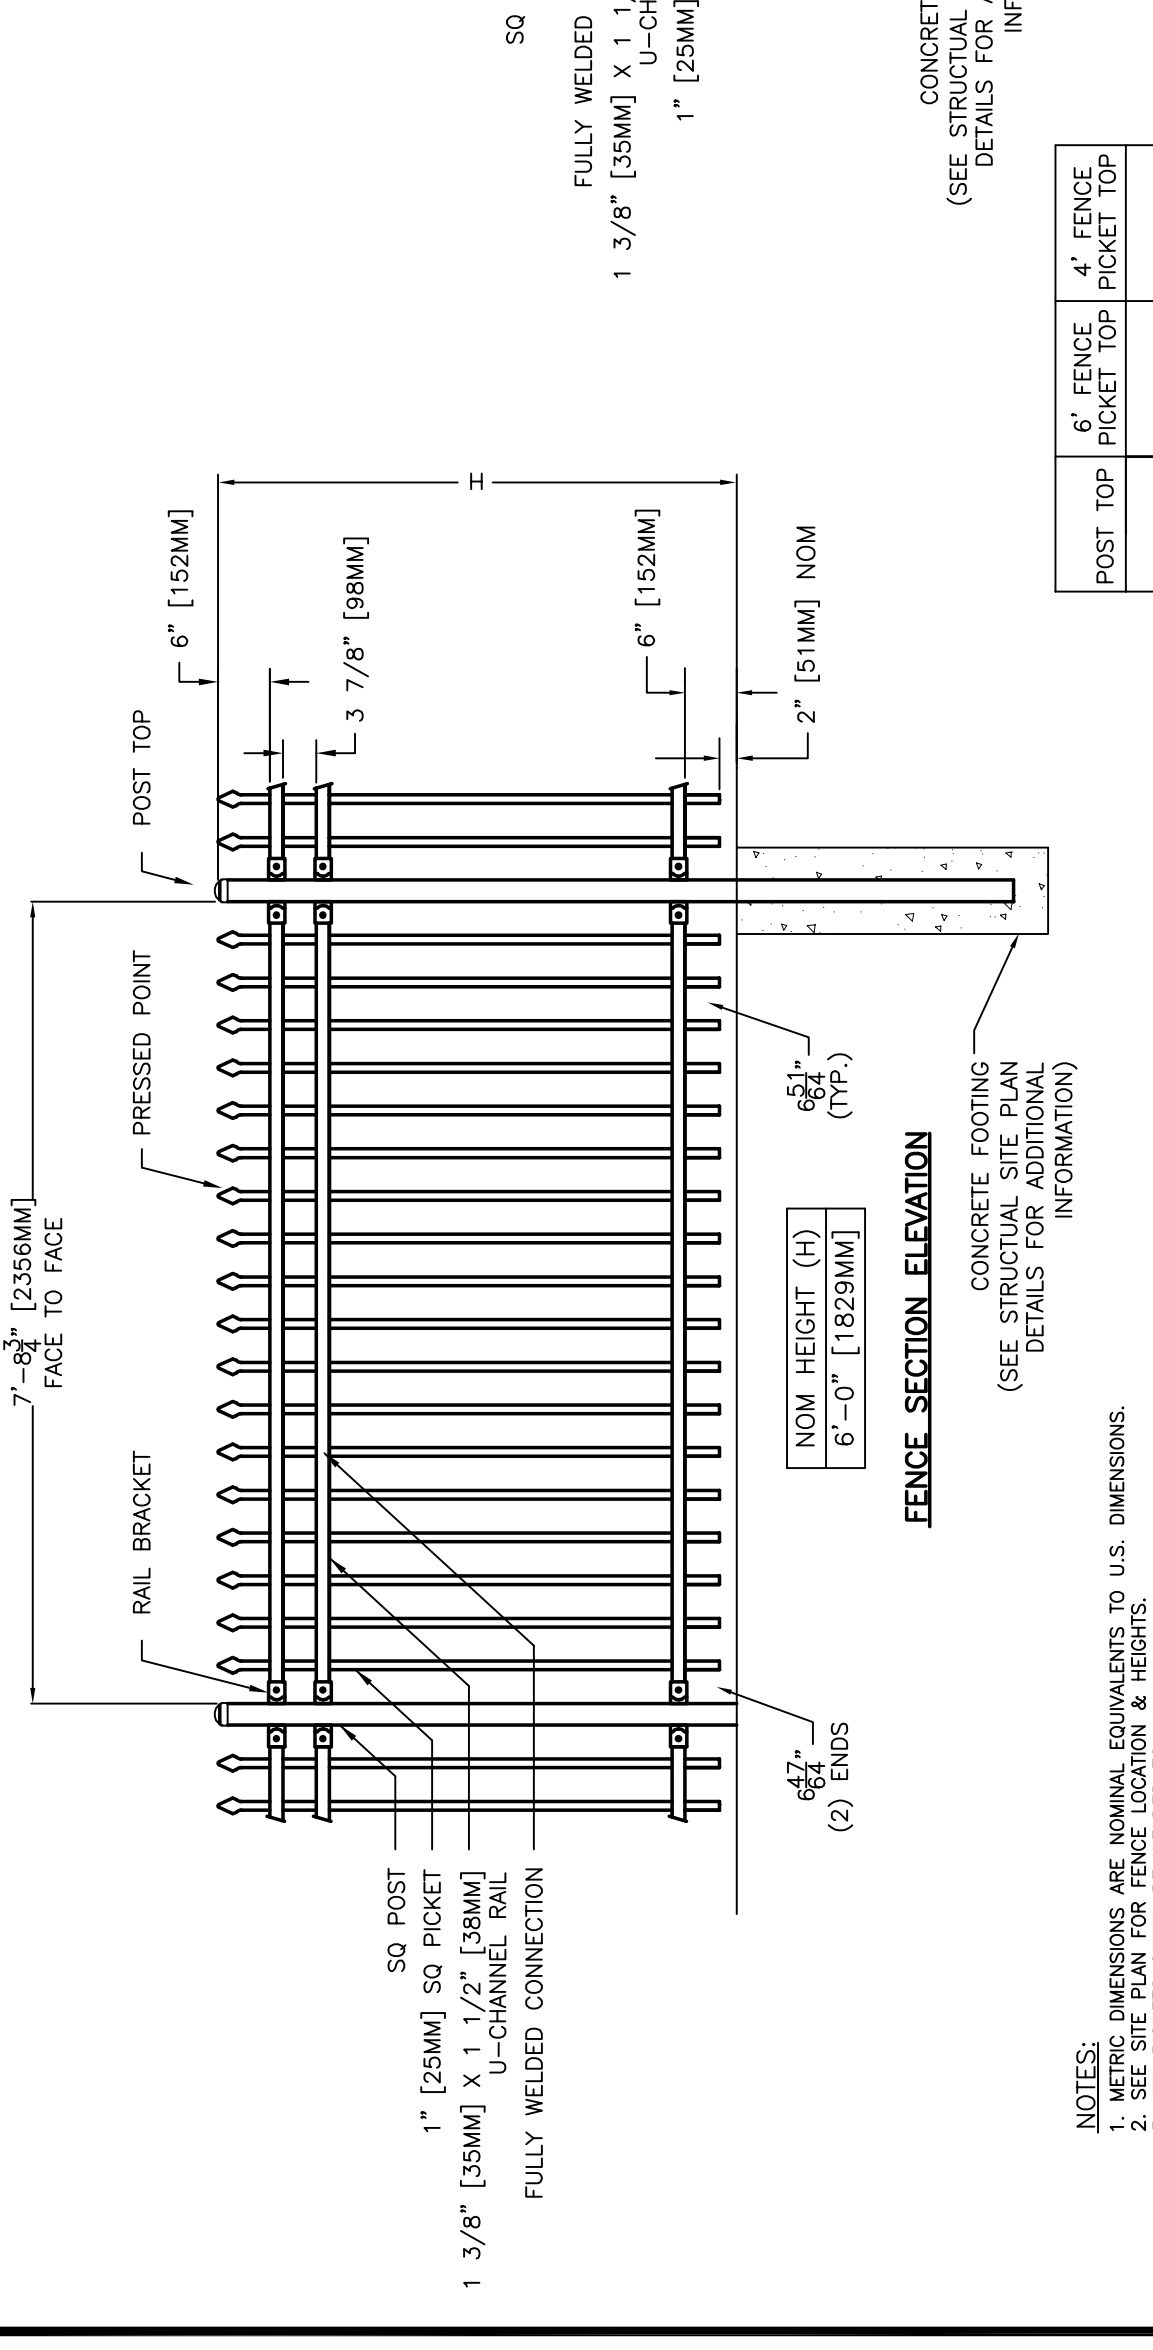 7'-8 3/4" [2356MM]
FACE TO FACE
RAIL BRACKET
PRESSED POINT
POST TOP
6" [152MM]
3 7/8" [98MM]
H
6" [152MM]
2" [51MM] NOM
SQ POST
1" [25MM] SQ PICKET
1 3/8" [35MM] X 1 1/2" [38MM]
U-CHANNEL RAIL
FULLY WELDED CONNECTION
6 47/64"
(2) ENDS
6 51/64"
(TYP.)
NOM HEIGHT (H)
6'-0" [1829MM]
FENCE SECTION ELEVATION
CONCRETE FOOTING
(SEE STRUCTUAL SITE PLAN
DETAILS FOR ADDITIONAL
INFORMATION)
NOTES:
1. METRIC DIMENSIONS ARE NOMINAL EQUIVALENTS TO U.S. DIMENSIONS.
2. SEE SITE PLAN FOR FENCE LOCATION & HEIGHTS.
POST TOP
6' FENCE
PICKET TOP
4' FENCE
PICKET TOP
SQ
FULLY WELDED
1 3/8" [35MM] X 1 1/
U-CH
1" [25MM]
CONCRET
(SEE STRUCTUAL
DETAILS FOR A
INF